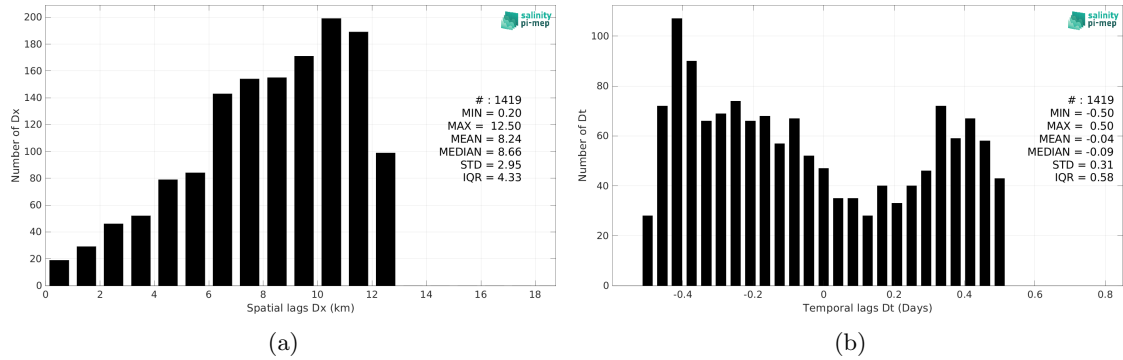 200
180
160
140
120
100
80
60
40
20
0
Number of Dx
0 2 4 6 8 10 12 14 16 18
Spatial lags Dx (km)
salinity
pi-mep
# : 1419
MIN = 0.20
MAX = 12.50
MEAN = 8.24
MEDIAN = 8.66
STD = 2.95
IQR = 4.33
(a)
100
80
60
40
20
0
Number of Dt
-0.4 -0.2 0 0.2 0.4 0.6 0.8
Temporal lags Dt (Days)
salinity
pi-mep
# : 1419
MIN = -0.50
MAX = 0.50
MEAN = -0.04
MEDIAN = -0.09
STD = 0.31
IQR = 0.58
(b)